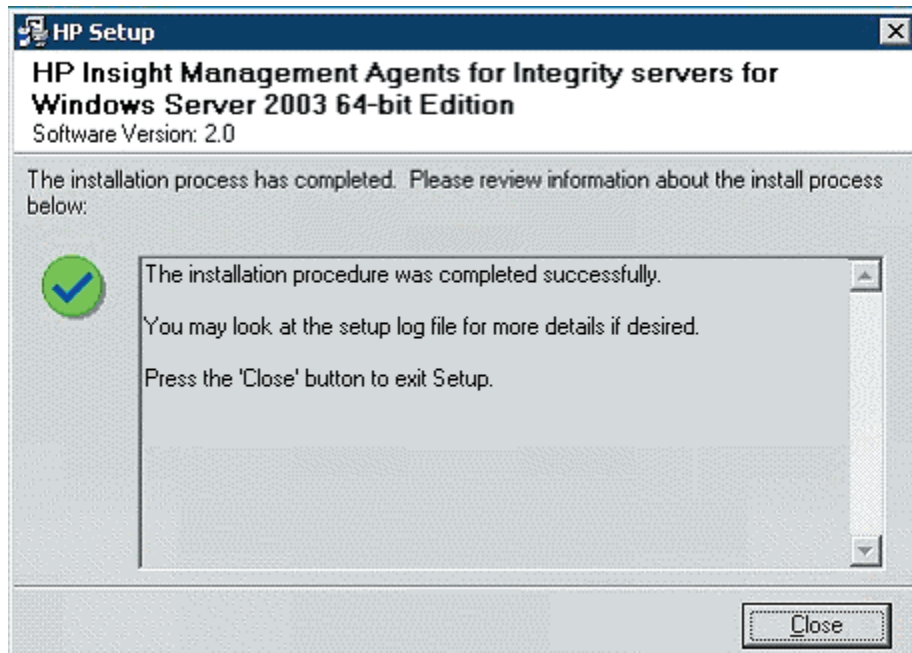 HP Setup
HP Insight Management Agents for Integrity servers for
Windows Server 2003 64-bit Edition
Software Version: 2.0
The installation process has completed. Please review information about the install process
below:
The installation procedure was completed successfully.
You may look at the setup log file for more details if desired.
Press the 'Close' button to exit Setup.
Close